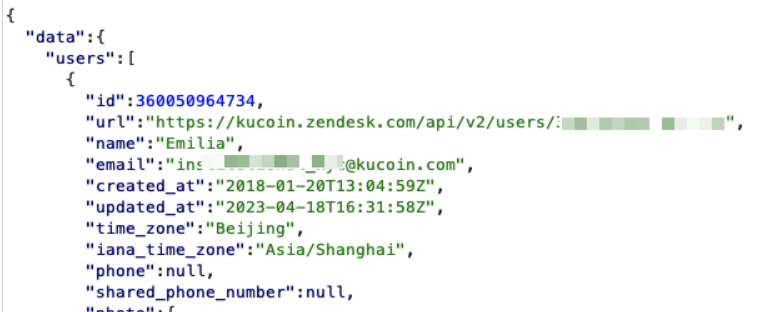 {
"data":{
"users":[
{
"id":360050964734,
"url":"https://kucoin.zendesk.com/api/v2/users/ ",
"name":"Emilia",
"email":"ins @kucoin.com",
"created_at":"2018-01-20T13:04:59Z",
"updated_at":"2023-04-18T16:31:58Z",
"time_zone":"Beijing",
"iana_time_zone":"Asia/Shanghai",
"phone":null,
"shared_phone_number":null,
"photo":{